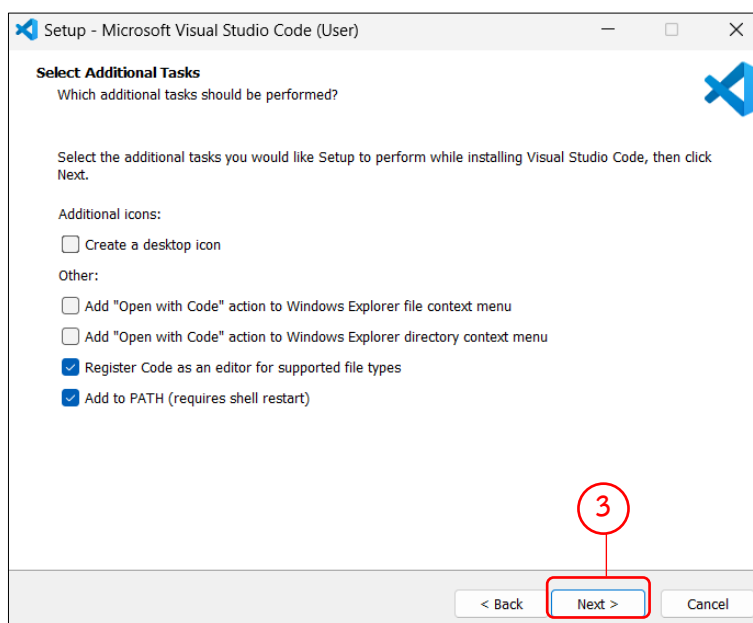 Setup - Microsoft Visual Studio Code (User)
Select Additional Tasks
Which additional tasks should be performed?
Select the additional tasks you would like Setup to perform while installing Visual Studio Code, then click
Next.
Additional icons:
Create a desktop icon
Other:
Add "Open with Code" action to Windows Explorer file context menu
Add "Open with Code" action to Windows Explorer directory context menu
Register Code as an editor for supported file types
Add to PATH (requires shell restart)
3
< Back Next > Cancel